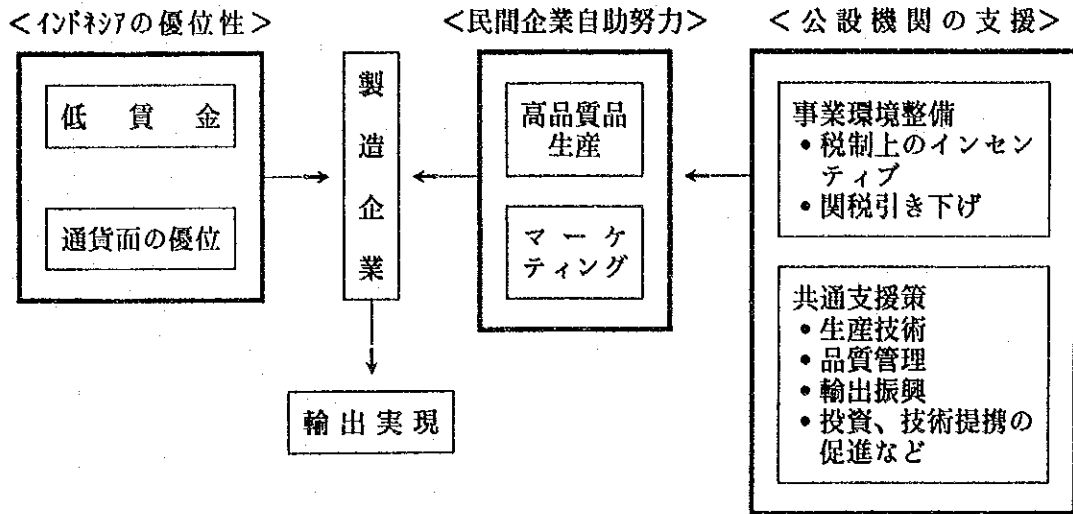 ＜インドネシアの優位性＞
低賃金
通貨面の優位
製造企業
輸出実現
＜民間企業自助努力＞
高品質品
生産
マーケ
ティング
＜公設機関の支援＞
事業環境整備
•税制上のインセン
ティブ
•関税引き下げ
共通支援策
•生産技術
•品質管理
•輸出振興
•投資、技術提携の
促進など